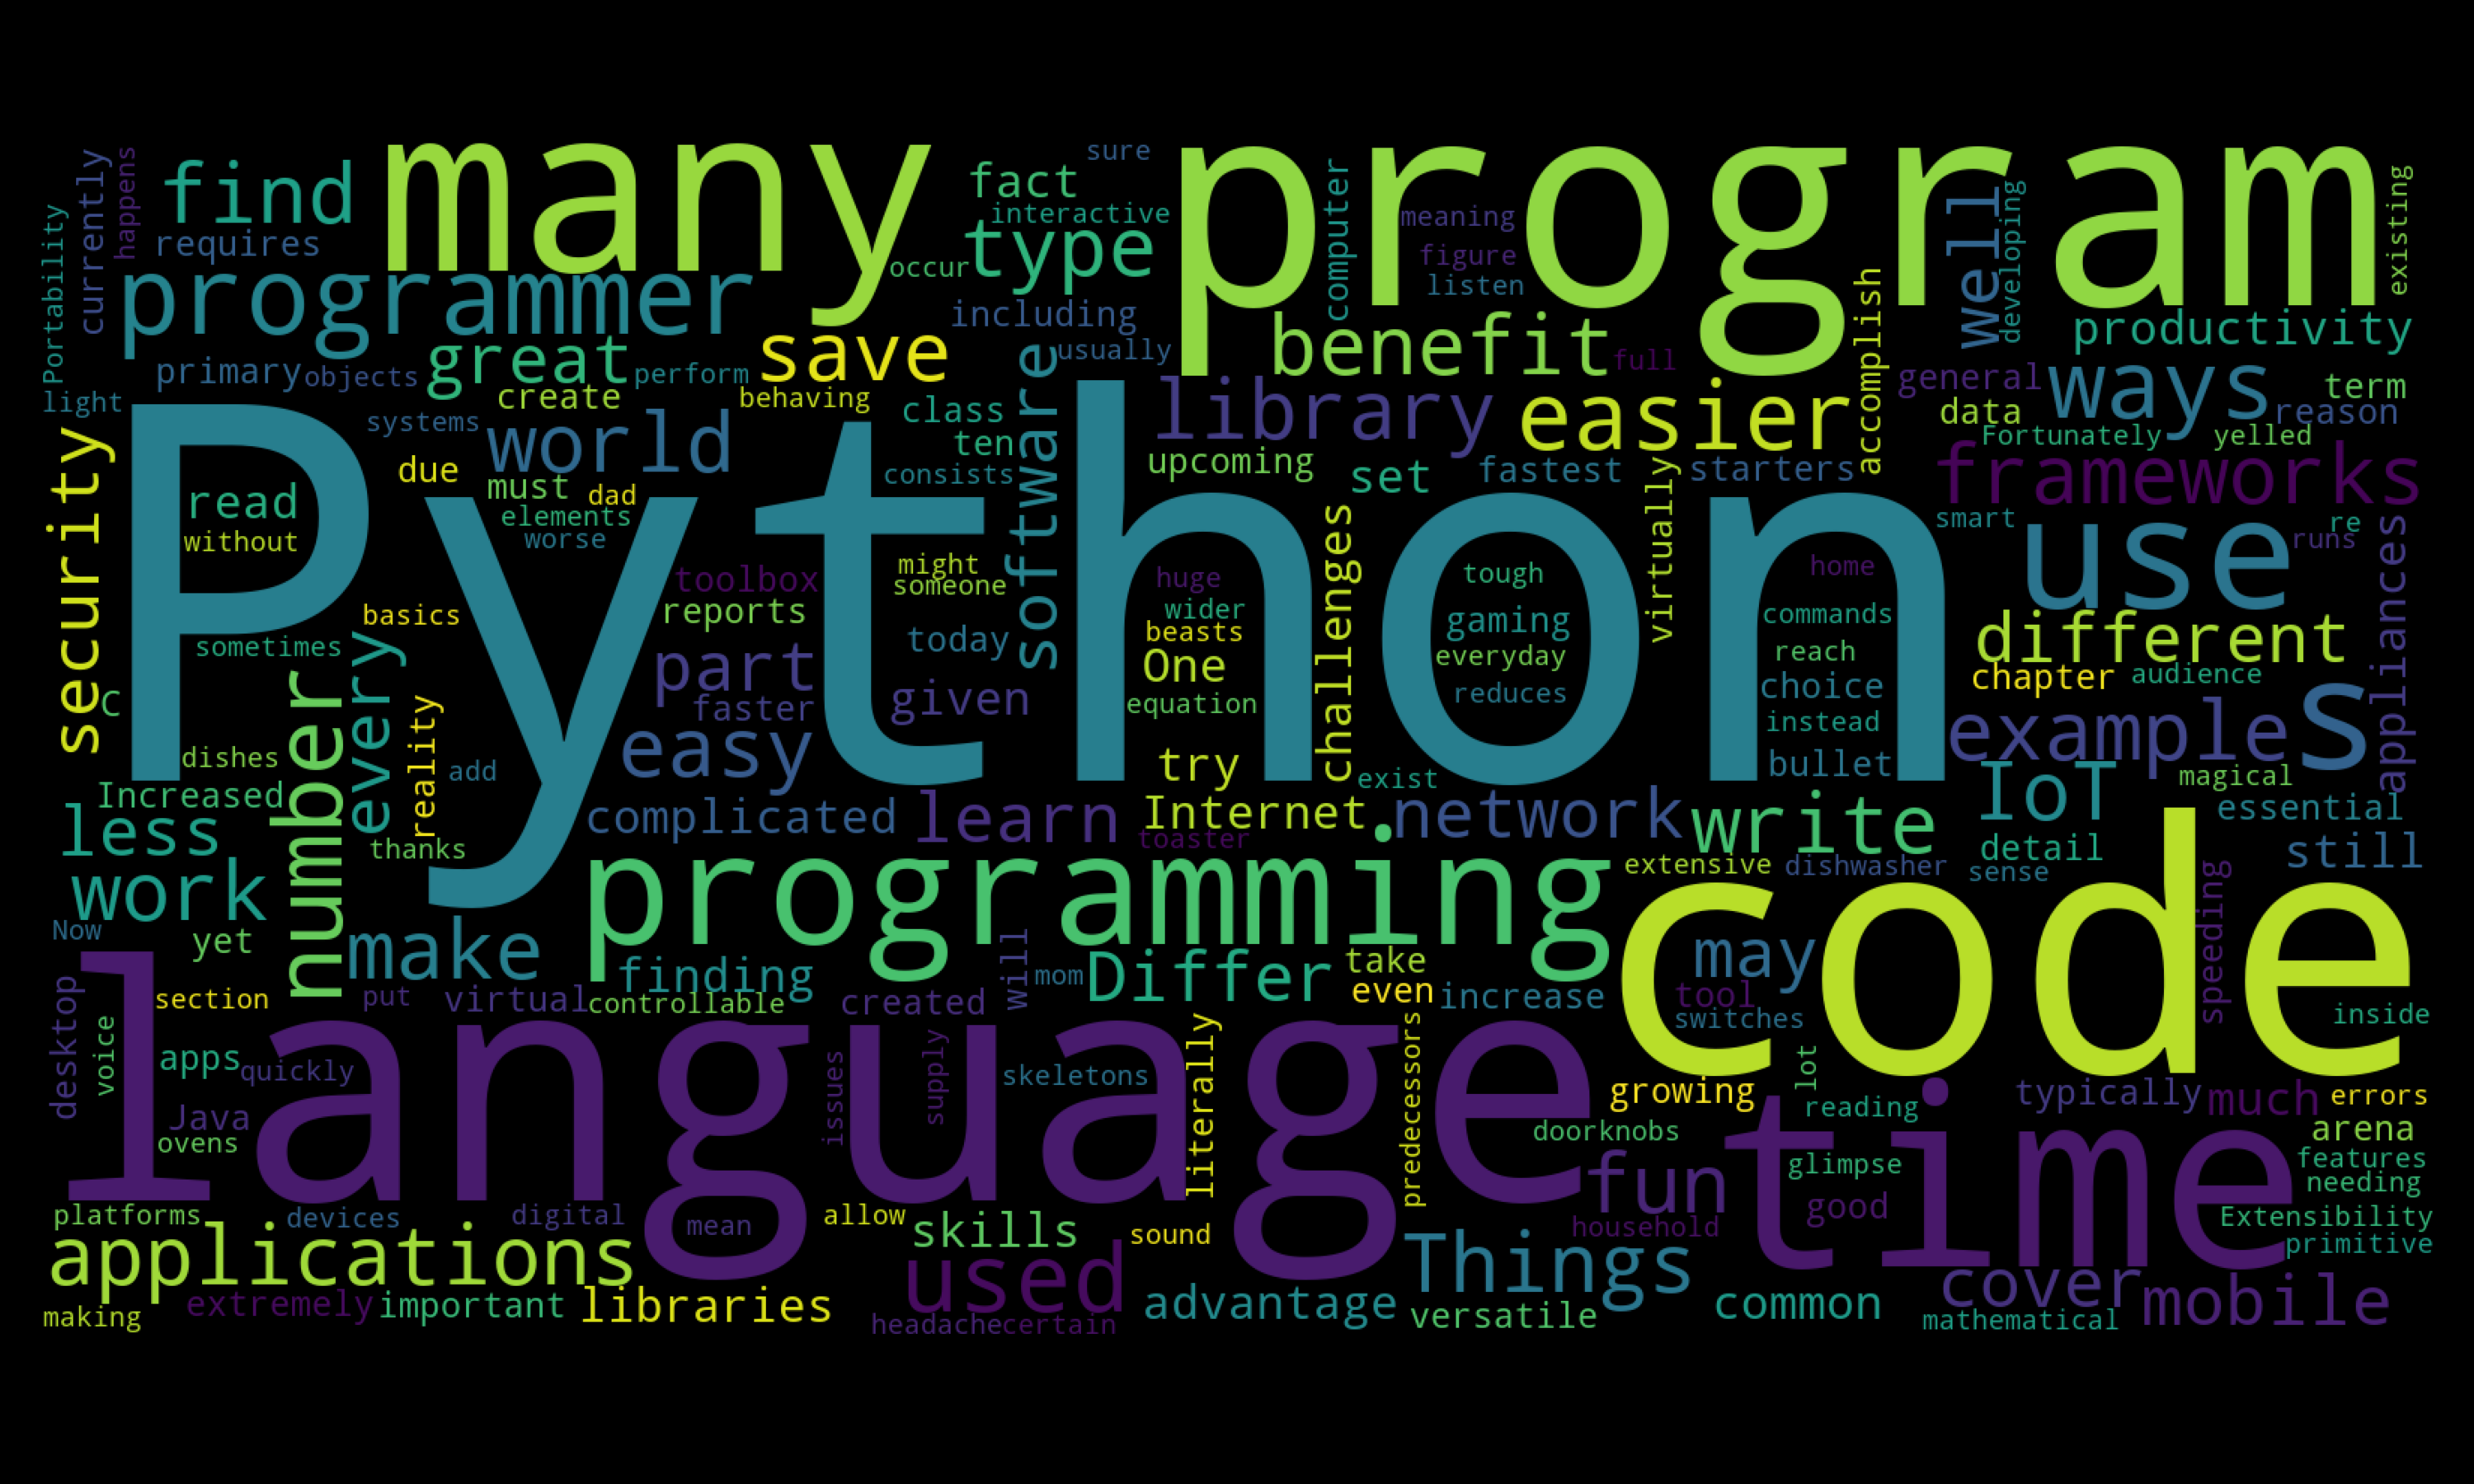 many
program
sure
find
fact
interactive
type
occur
requires
currently
happens
Portability
programmer
computer
meaning
figure
listen
well
developing
existing
including
usually
productivity
benefit
full
save
great
primary
objects
perform
create
behaving
light
software
library
easier
accomplish
general
ways
term
data
reason
Fortunately
yelled
class
ten
consists
systems
world
due
must
dad
elements
worse
upcoming
set
fastest
virtually
starters
frameworks
security
read
without
Python
smart
re
use
runs
appliances
challenges
might
someone
toolbox
reports
huge
wider
beasts
One
equation
tough
gaming
everyday
reduces
home
commands
reach
choice
instead
bullet
different
chapter
audience
basics
sometimes
every
C
number
reality
part
faster
today
given
easy
example
s
dishes
add
Increased
less
thanks
complicated
learn
try
Internet
toaster
exist
network
write
IoT
magical
essential
detail
sense
still
extensive
dishwasher
work
Now
yet
make
programming
code
speeding
finding
Differ
take
even
increase
may
tool
switches
inside
section
put
virtual
controllable
created
will
mom
desktop
voice
apps
quickly
language
issues
supply
skeletons
literally
predecessors
growing
lot
reading
typically
much
errors
Java
ovens
doorknobs
time
arena
features
needing
glimpse
good
fun
household
platforms
devices
digital
mean
allow
skills
sound
Things
Extensibility
primitive
applications
used
cover
mobile
making
extremely
important
libraries
headache
certain
advantage
versatile
common
mathematical